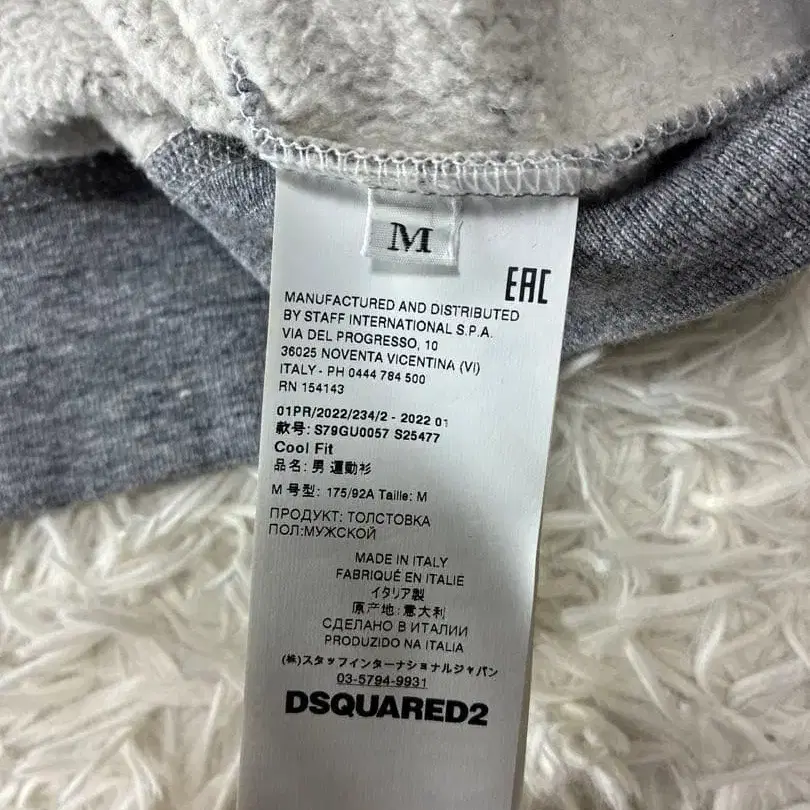 M
EAC
MANUFACTURED AND DISTRIBUTED
BY STAFF INTERNATIONAL S.P.A.
VIA DEL PROGRESSO, 10
36025 NOVENTA VICENTINA (VI)
ITALY - PH 0444 784 500
RN 154143
01PR/2022/234/2 - 2022 01
款号: S79GU0057 S25477
Cool Fit
品名: 男 運動衫
M 号型: 175/92A Taille: M
ПРОДУКТ: ТОЛСТОВКА
ПОЛ:МУЖСКОЙ
MADE IN ITALY
FABRIQUÉ EN ITALIE
イタリア製
原产地: 意大利
СДЕЛАНО В ИТАЛИИ
PRODUZIDO NA ITALIA
(株)スタッフインターナショナルジャパン
03-5794-9931
DSQUARED2